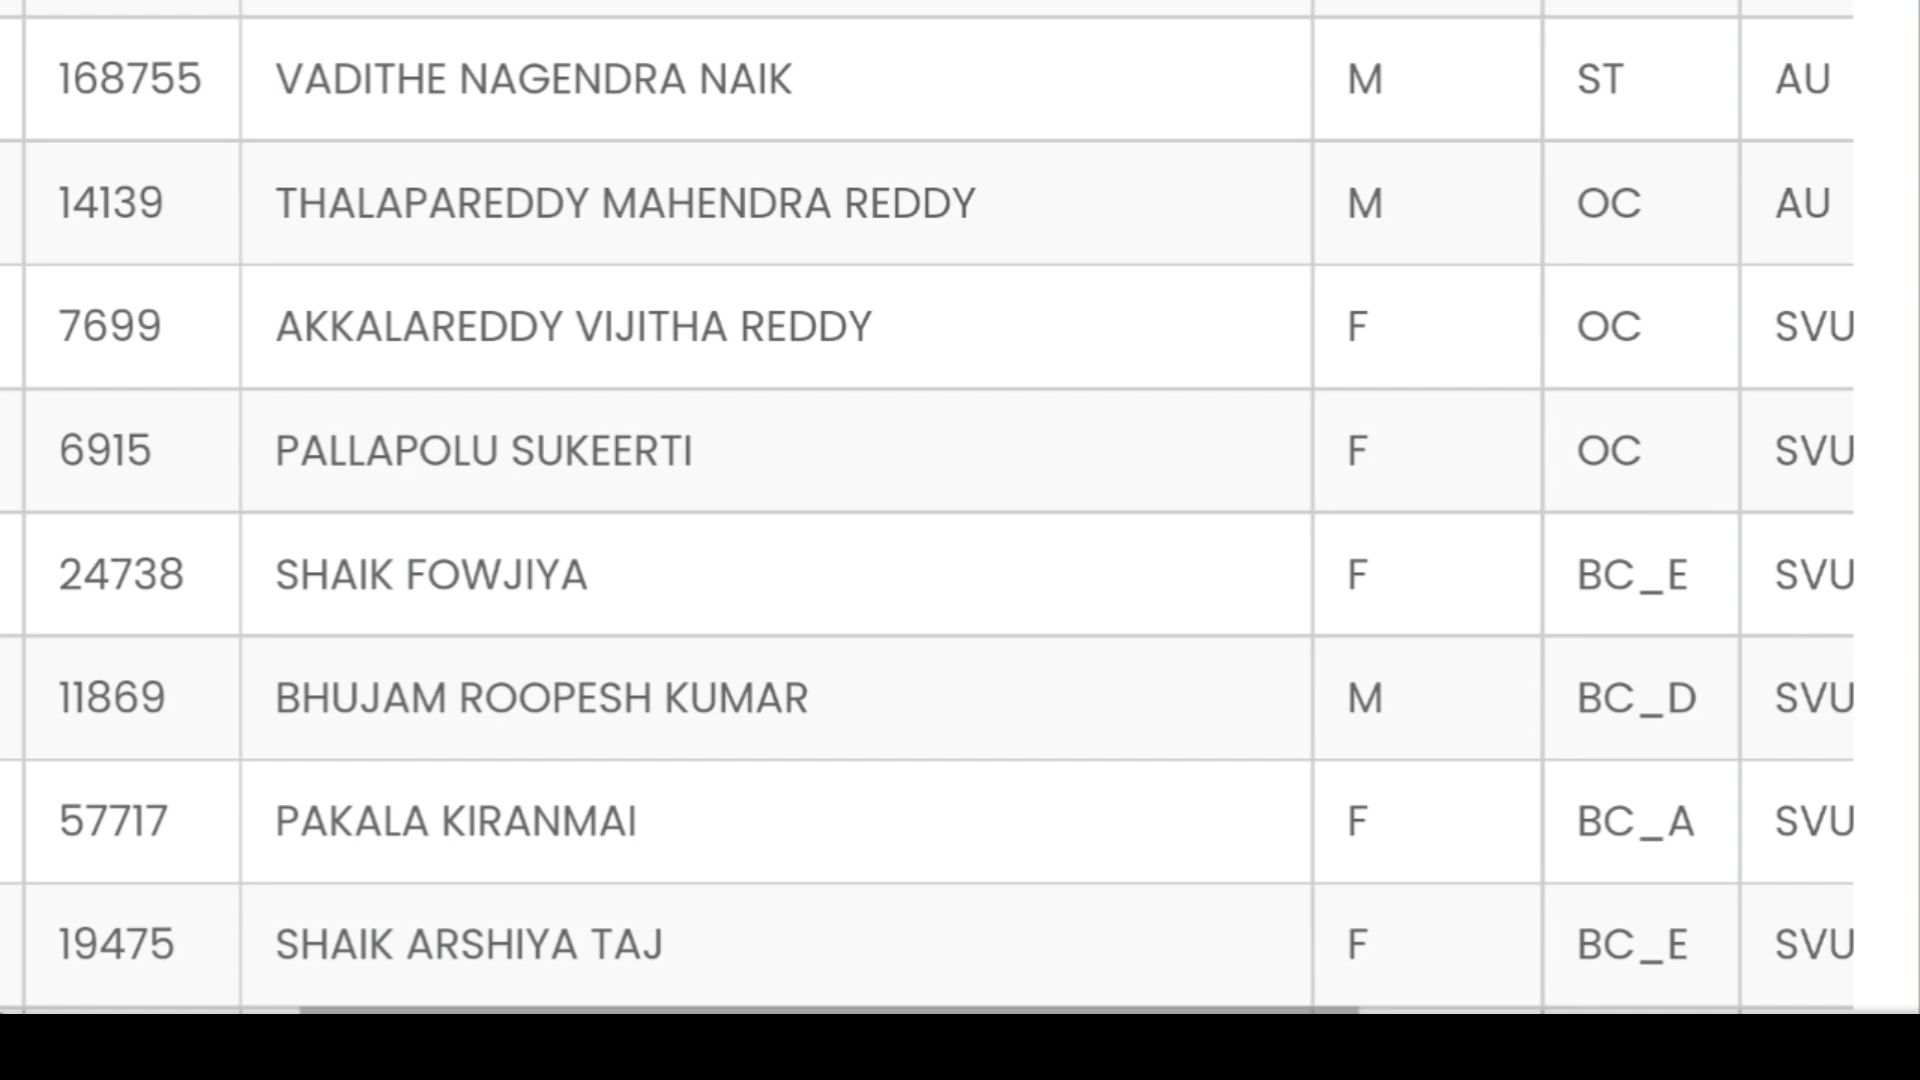 168755 VADITHE NAGENDRA NAIK M ST AU
14139 THALAPAREDDY MAHENDRA REDDY M OC AU
7699 AKKALAREDDY VIJITHA REDDY F OC SVU
6915 PALLAPOLU SUKEERTI F OC SVU
24738 SHAIK FOWJIYA F BC_E SVU
11869 BHUJAM ROOPESH KUMAR M BC_D SVU
57717 PAKALA KIRANMAI F BC_A SVU
19475 SHAIK ARSHIYA TAJ F BC_E SVU